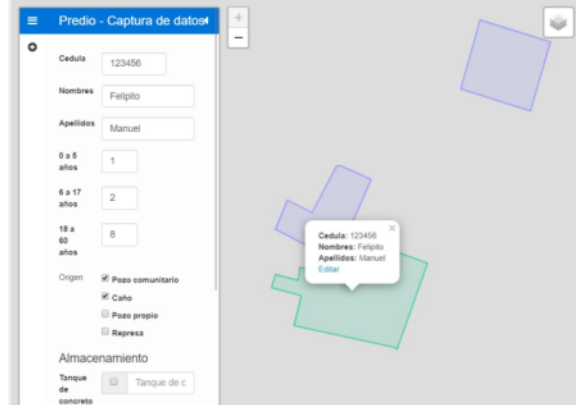 Predio - Captura de datos
Cedula 123456
Nombres Felipito
Apellidos Manuel
0 a 5
años 1
6 a 17
años 2
18 a
60
años 8
Origen Pozo comunitario
Caño
Pozo propio
Represa
Almacenamiento
Tanque
de
concreto Tanque de c
+
−
Cedula: 123456
Nombres: Felipito
Apellidos: Manuel
Editar